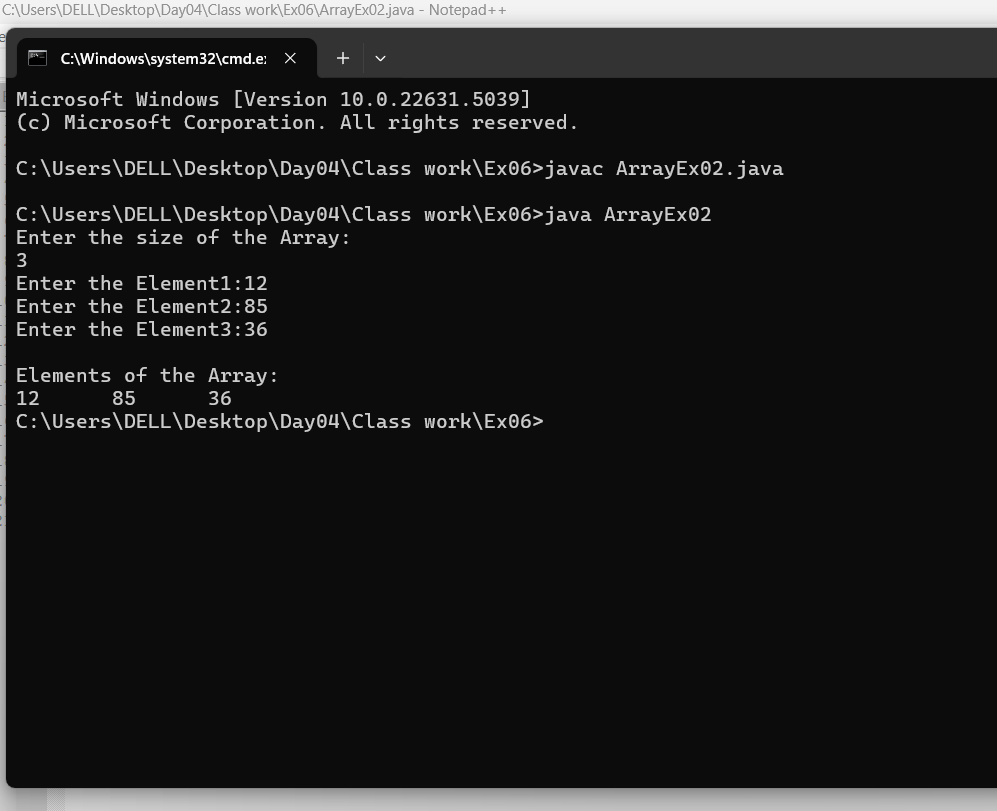 C:\Users\DELL\Desktop\Day04\Class work\Ex06\ArrayEx02.java - Notepad++
C:\Windows\system32\cmd.e:
Microsoft Windows [Version 10.0.22631.5039]
(c) Microsoft Corporation. All rights reserved.
C:\Users\DELL\Desktop\Day04\Class work\Ex06>javac ArrayEx02.java
C:\Users\DELL\Desktop\Day04\Class work\Ex06>java ArrayEx02
Enter the size of the Array:
3
Enter the Element1:12
Enter the Element2:85
Enter the Element3:36
Elements of the Array:
12 85 36
C:\Users\DELL\Desktop\Day04\Class work\Ex06>